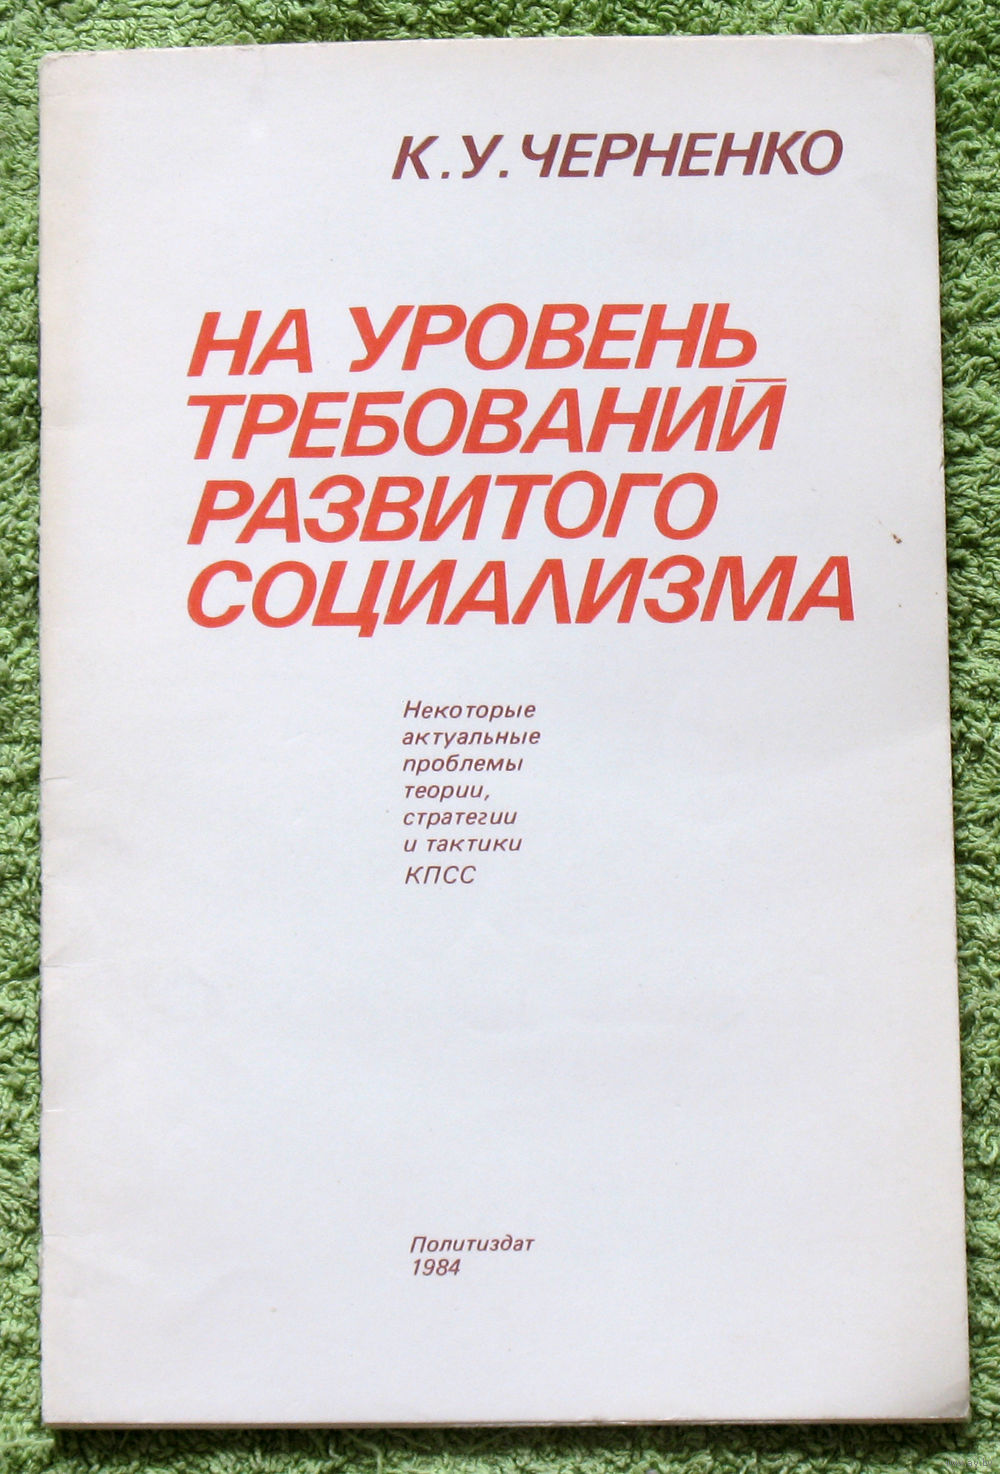 К.У.ЧЕРНЕНКО
НА УРОВЕНЬ
ТРЕБОВАНИЙ
РАЗВИТОГО
СОЦИАЛИЗМА
Некоторые
актуальные
проблемы
теории,
стратегии
и тактики
КПСС
Политиздат
1984